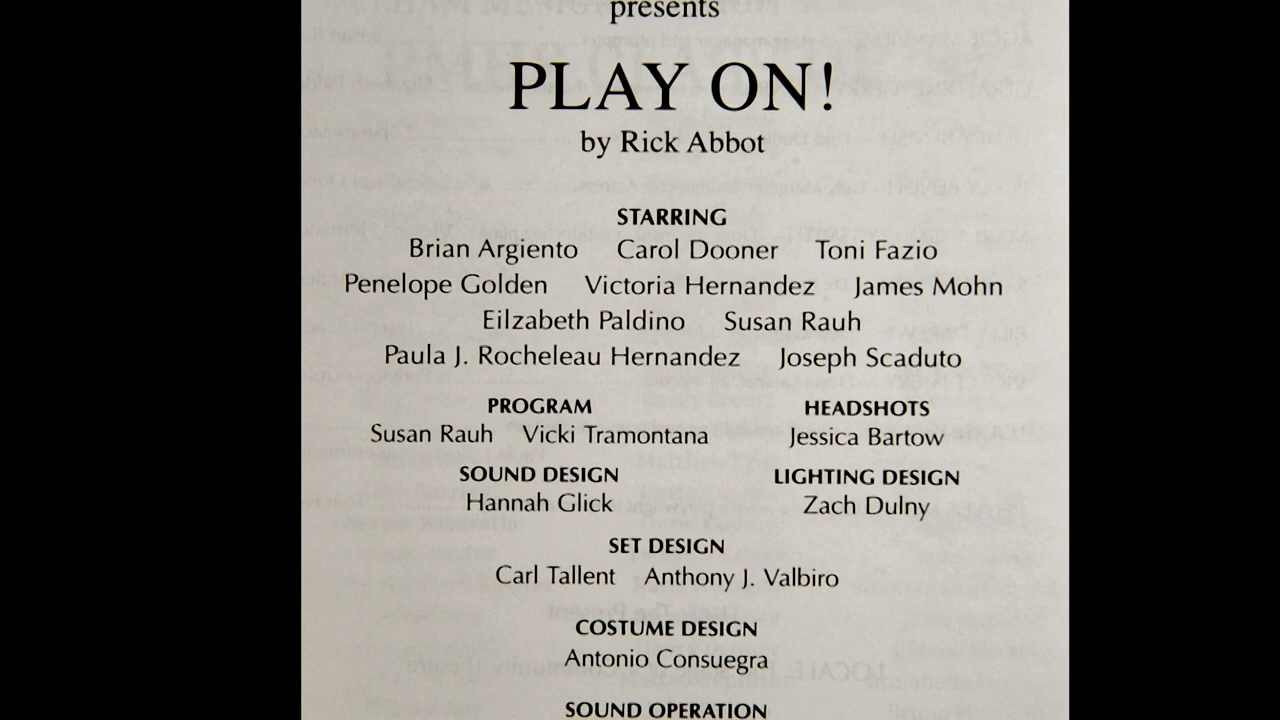 presents
PLAY ON!
by Rick Abbot
STARRING
Brian Argiento Carol Dooner Toni Fazio
Penelope Golden Victoria Hernandez James Mohn
Eilzabeth Paldino Susan Rauh
Paula J. Rocheleau Hernandez Joseph Scaduto
PROGRAM HEADSHOTS
Susan Rauh Vicki Tramontana Jessica Bartow
SOUND DESIGN LIGHTING DESIGN
Hannah Glick Zach Dulny
SET DESIGN
Carl Tallent Anthony J. Valbiro
COSTUME DESIGN
Antonio Consuegra
SOUND OPERATION